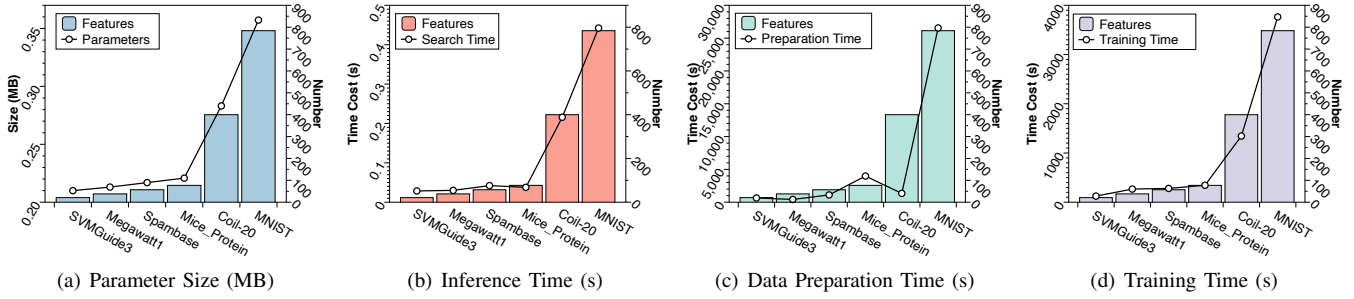 Features
Parameters
Size (MB)
0.20
0.25
0.30
0.35
Number
0
100
200
300
400
500
600
700
800
900
SVMGuide3
Megawatt1
Spambase
Mice_Protein
Coil-20
MNIST
(a) Parameter Size (MB)
Features
Search Time
Time Cost (s)
0.1
0.2
0.3
0.4
0.5
Number
0
100
200
300
400
500
600
700
800
SVMGuide3
Megawatt1
Spambase
Mice_Protein
Coil-20
MNIST
(b) Inference Time (s)
Features
Preparation Time
Time Cost (s)
5,000
10,000
15,000
20,000
25,000
30,000
Number
0
100
200
300
400
500
600
700
800
900
SVMGuide3
Megawatt1
Spambase
Mice_Protein
Coil-20
MNIST
(c) Data Preparation Time (s)
Features
Training Time
Time Cost (s)
1000
2000
3000
4000
Number
0
100
200
300
400
500
600
700
800
900
SVMGuide3
Megawatt1
Spambase
Mice_Protein
Coil-20
MNIST
(d) Training Time (s)